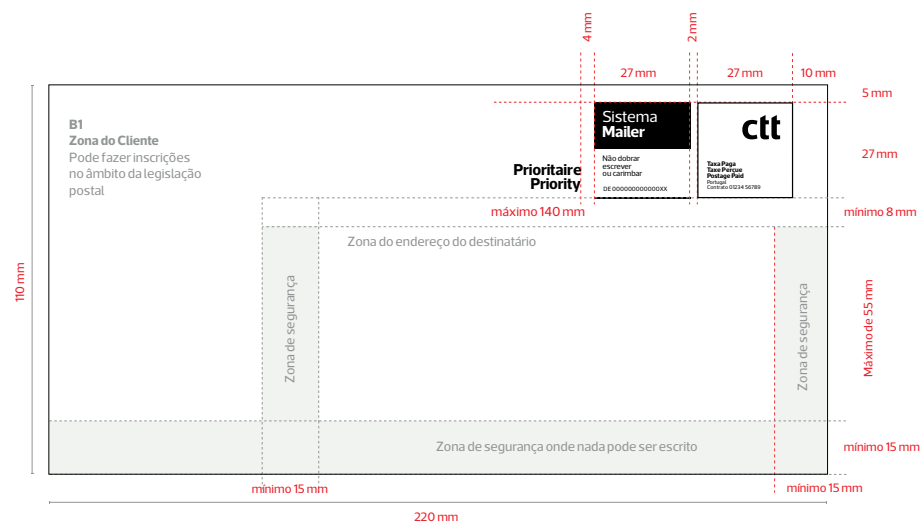 4 mm
2 mm
27 mm
27 mm
10 mm
5 mm
B1
Zona do Cliente
Pode fazer inscrições
no âmbito da legislação
postal
Sistema
Mailer
Não dobrar
escrever
ou carimbar
DE 000000000000XX
ctt
Taxa Paga
Taxe Perçue
Postage Paid
Portugal
Contrato 01234 56789
27 mm
Prioritaire
Priority
máximo 140 mm
mínimo 8 mm
Zona do endereço do destinatário
110 mm
Zona de segurança
Zona de segurança
Máximo de 55 mm
Zona de segurança onde nada pode ser escrito
mínimo 15 mm
mínimo 15 mm
mínimo 15 mm
220 mm